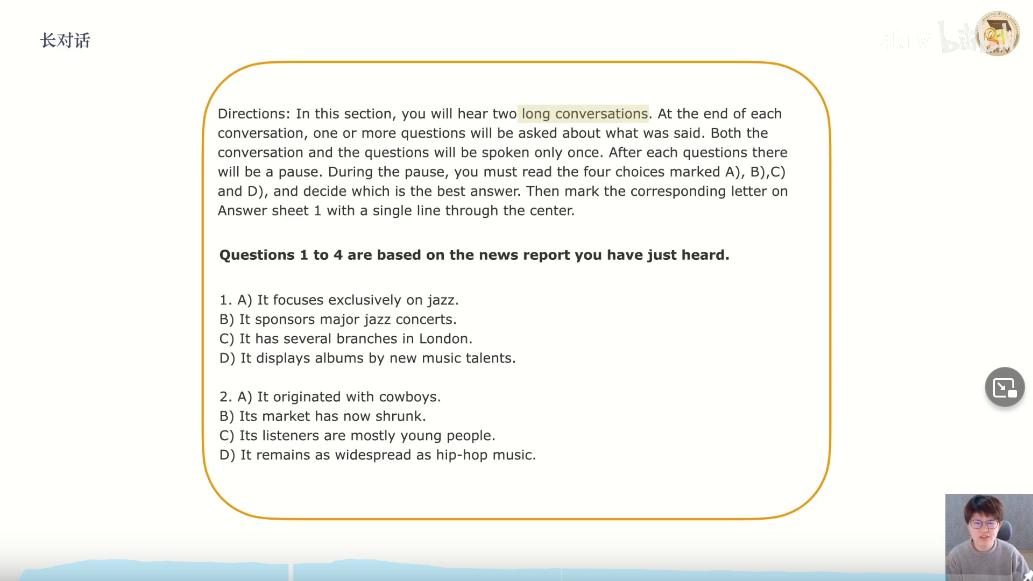 长对话
Directions: In this section, you will hear two long conversations. At the end of each
conversation, one or more questions will be asked about what was said. Both the
conversation and the questions will be spoken only once. After each questions there
will be a pause. During the pause, you must read the four choices marked A), B),C)
and D), and decide which is the best answer. Then mark the corresponding letter on
Answer sheet 1 with a single line through the center.
Questions 1 to 4 are based on the news report you have just heard.
1. A) It focuses exclusively on jazz.
B) It sponsors major jazz concerts.
C) It has several branches in London.
D) It displays albums by new music talents.
2. A) It originated with cowboys.
B) Its market has now shrunk.
C) Its listeners are mostly young people.
D) It remains as widespread as hip-hop music.